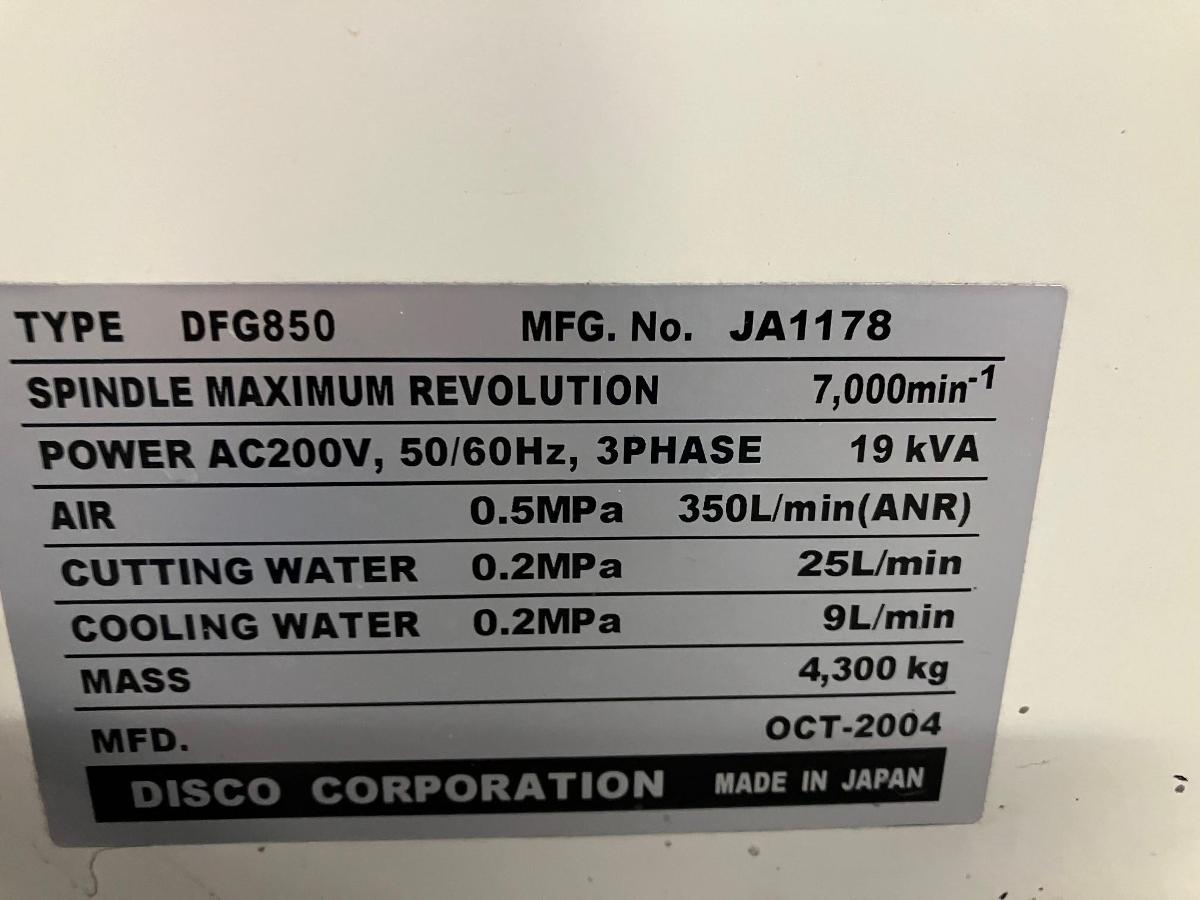 TYPE DFG850 MFG. No. JA1178
SPINDLE MAXIMUM REVOLUTION 7,000min⁻¹
POWER AC200V, 50/60Hz, 3PHASE 19 kVA
AIR 0.5MPa 350L/min(ANR)
CUTTING WATER 0.2MPa 25L/min
COOLING WATER 0.2MPa 9L/min
MASS 4,300 kg
MFD. OCT-2004
DISCO CORPORATION MADE IN JAPAN